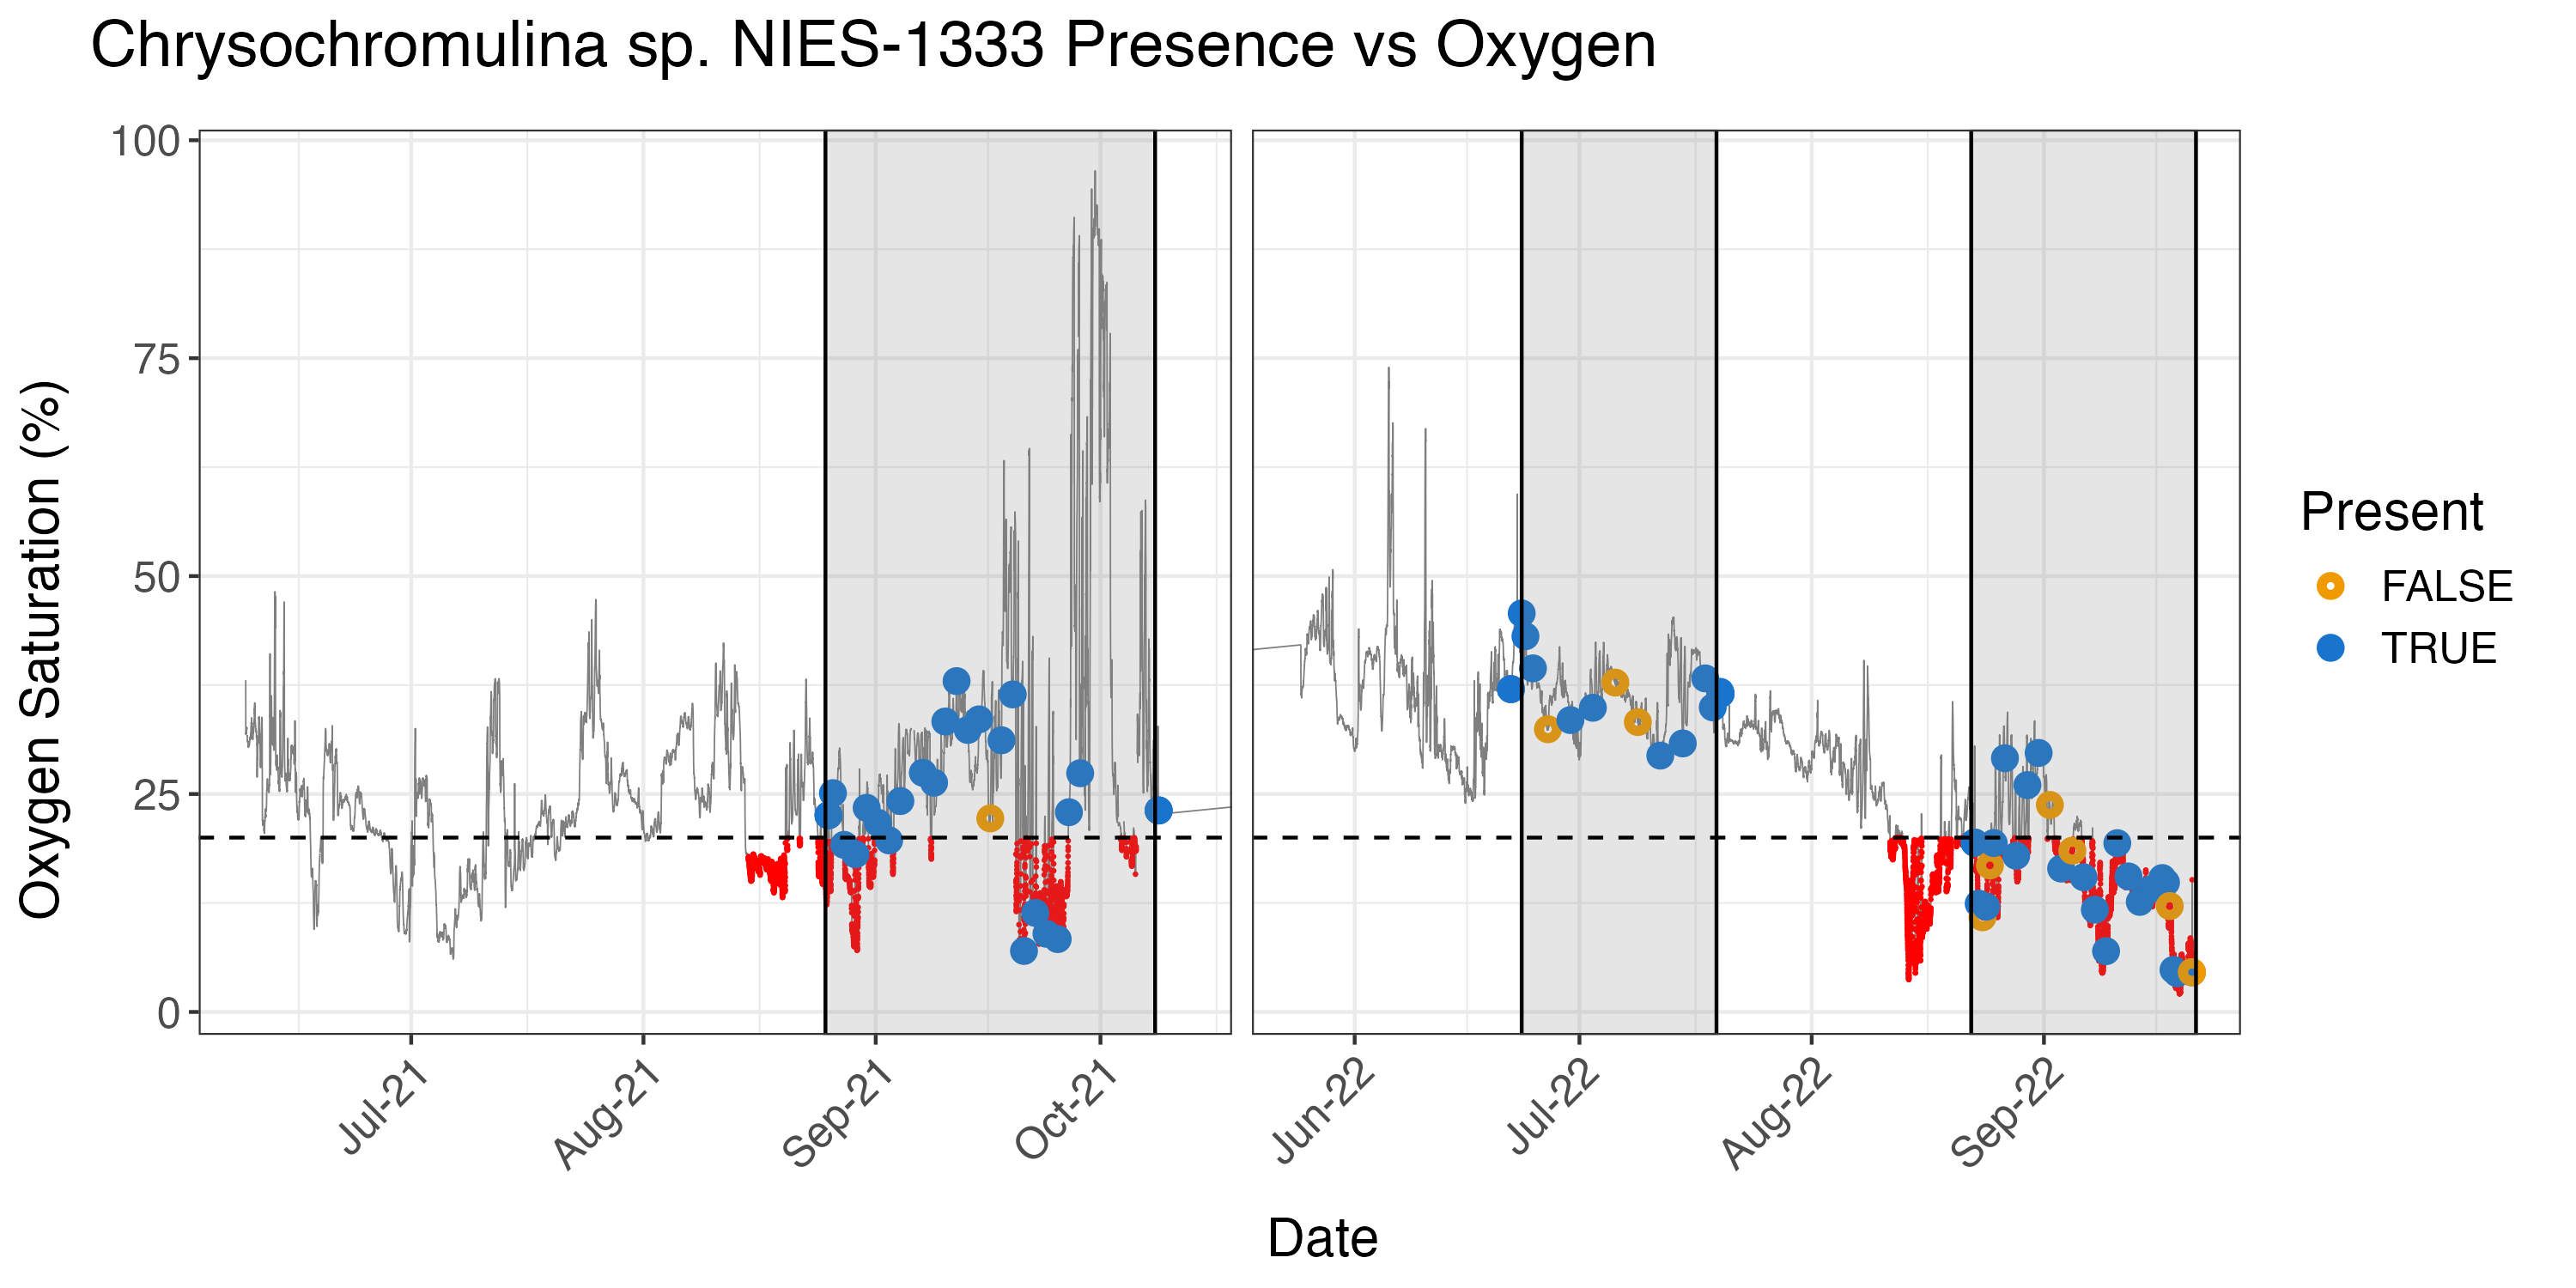 Chrysochromulina sp. NIES-1333 Presence vs Oxygen
Oxygen Saturation (%)
100
75
50
25
0
Jul-21
Aug-21
Sep-21
Oct-21
Jun-22
Jul-22
Aug-22
Sep-22
Date
Present
FALSE
TRUE